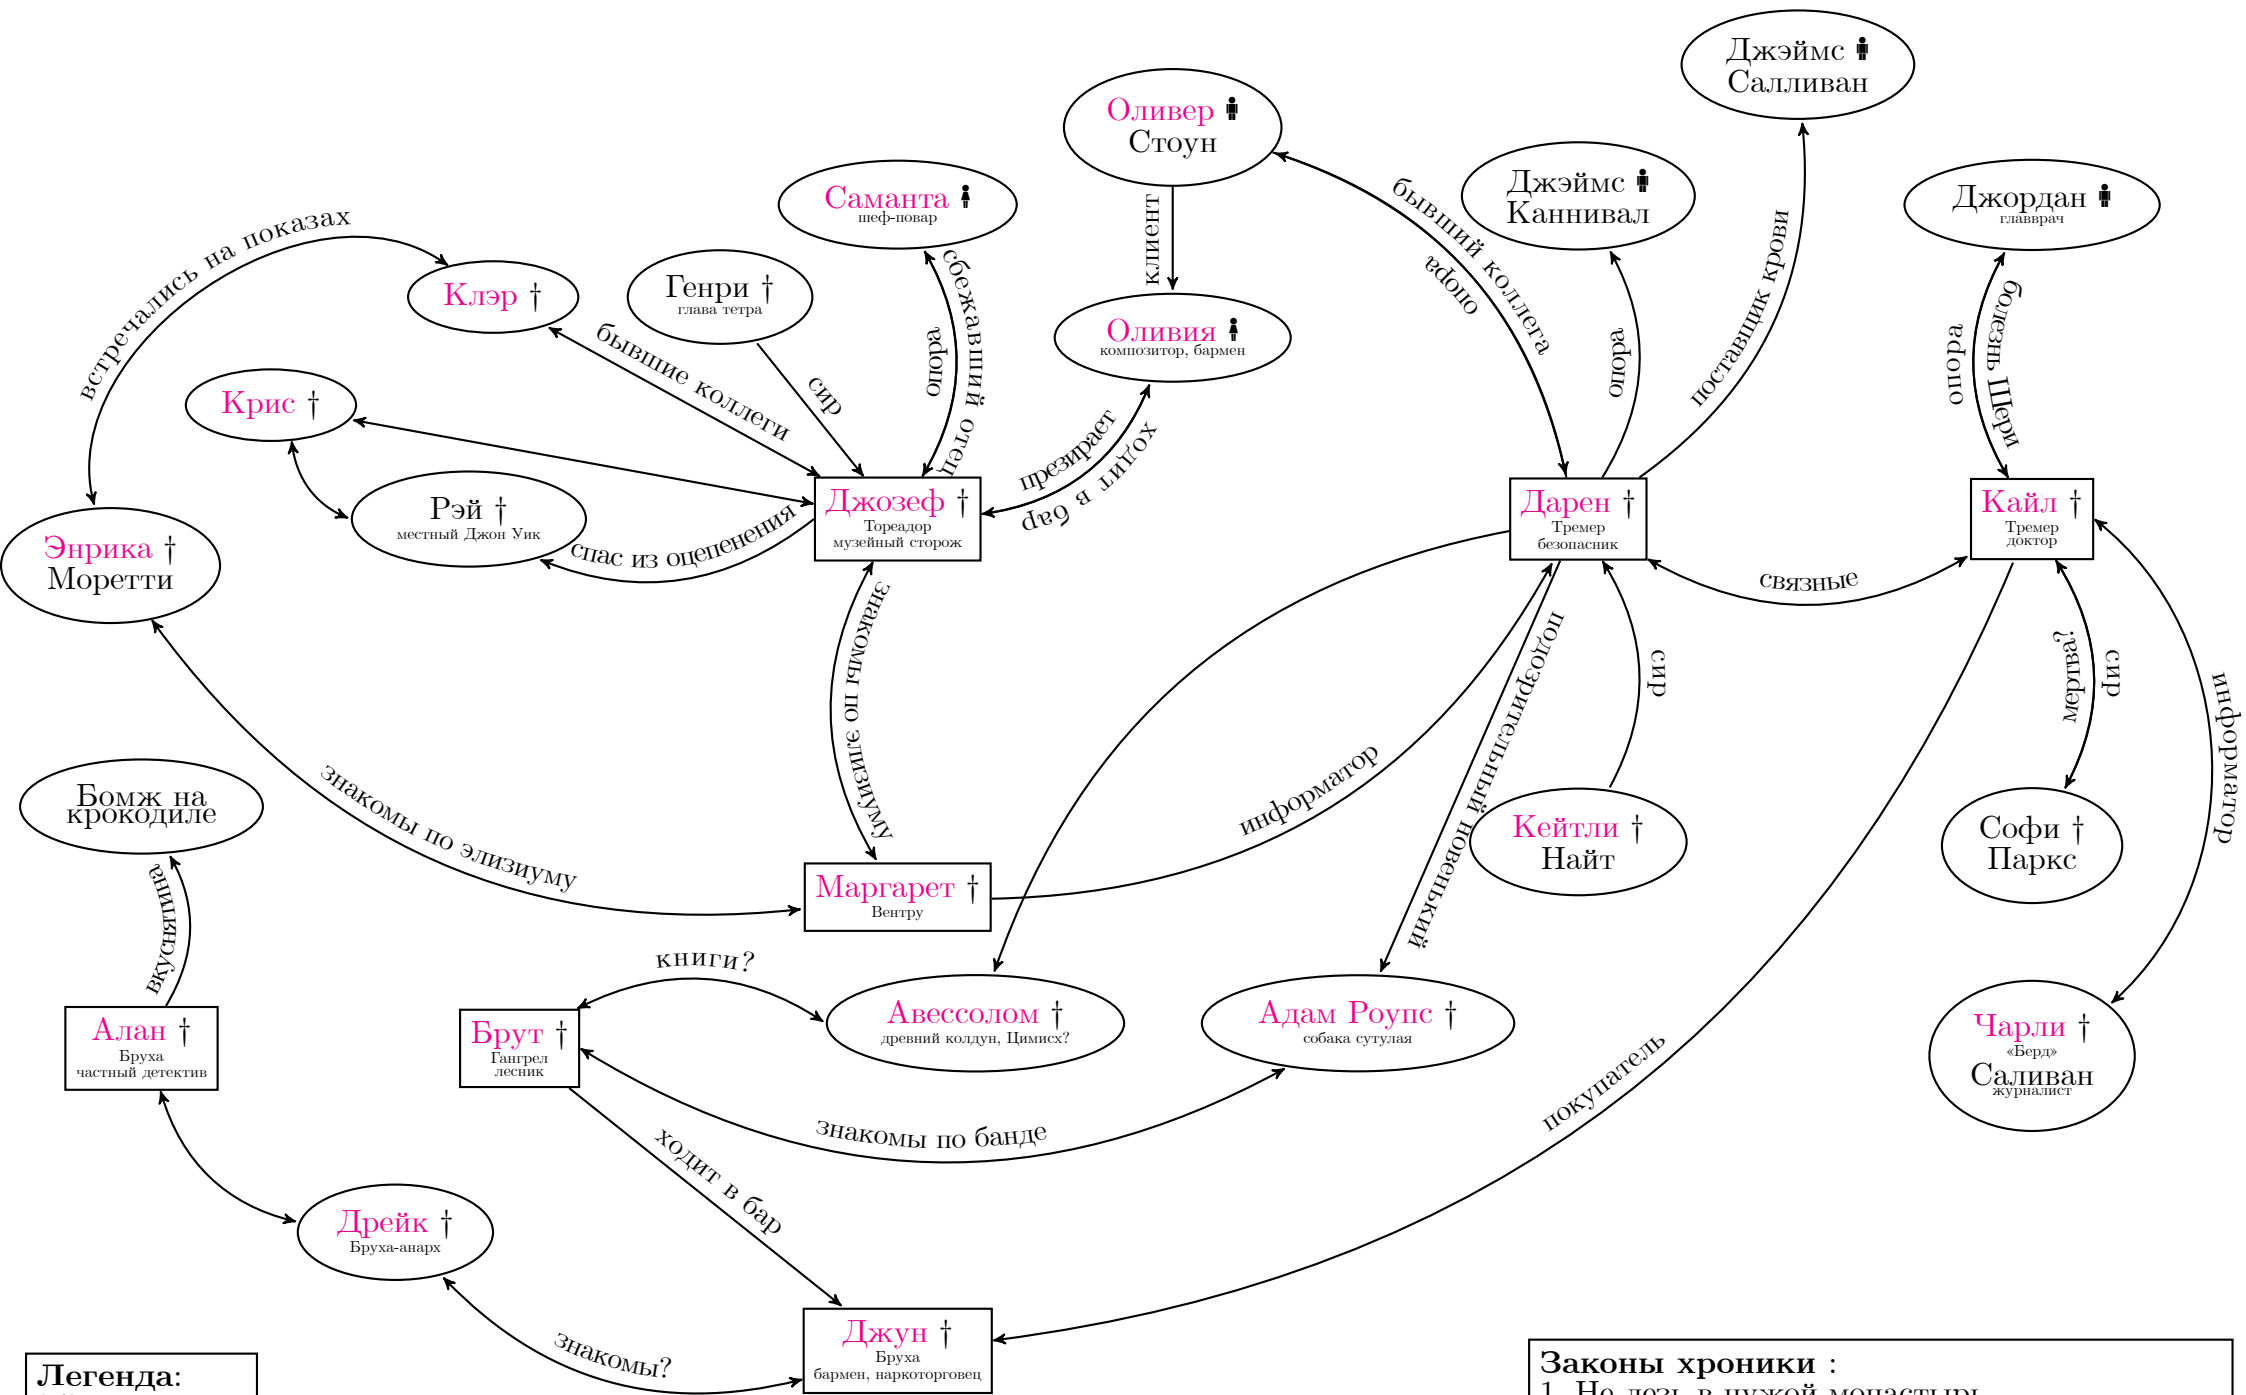 Джэймс
Салливан
Оливер
Стоун
бывший коллега
опора
Джэймс
Каннивал
Джордан
главврач
Саманта
шеф-повар
клиент
встречались на показах
Клэр †
Генри †
глава тетра
сбежавший отец
опора
Оливия
композитор, бармен
опора
поставщик крови
опора
болезнь Шери
бывшие коллеги
сир
Крис †
презирает
ходит в бар
Рэй †
местный Джон Уик
спас из оцепенения
Джозеф †
Тореадор
музейный сторож
Дарен †
Тремер
безопасник
Кайл †
Тремер
доктор
Энрика †
Моретти
связные
знакомы по элизиуму
подозрительный новенький
сир
мертва?
сир
информатор
знакомы по элизиуму
информатор
Бомж на
крокодиле
Кейтли †
Найт
Софи †
Паркс
вкуснятина
Маргарет †
Вентру
книги?
Алан †
Бруха
частный детектив
Брут †
Гангрел
лесник
Авессолом †
древний колдун, Цимисх?
Адам Роупс †
собака сутулая
Чарли †
«Берд»
Саливан
журналист
знакомы по банде
покупатель
ходит в бар
Дрейк †
Бруха-анарх
знакомы?
Джун †
Бруха
бармен, наркоторговец
Легенда:
Законы хроники :
1. Не лезь в чужой монастырь